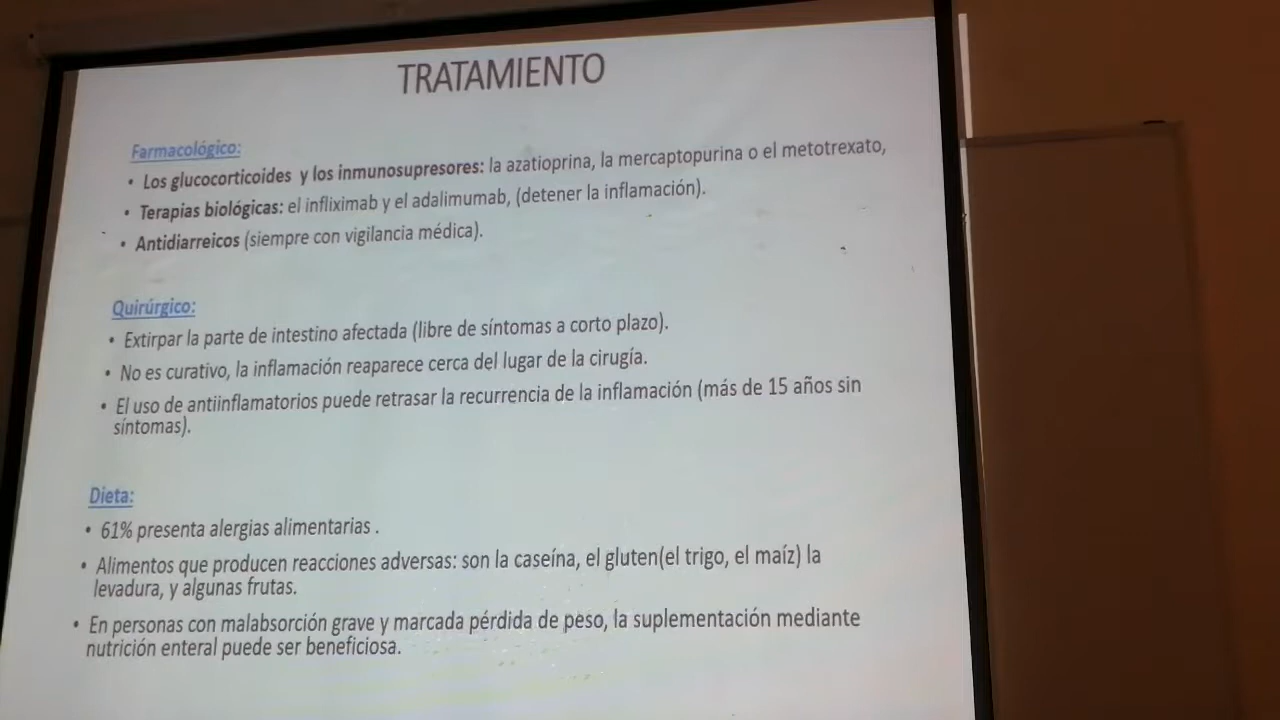 TRATAMIENTO
Farmacológico:
• Los glucocorticoides y los inmunosupresores: la azatioprina, la mercaptopurina o el metotrexato,
• Terapias biológicas: el infliximab y el adalimumab, (detener la inflamación).
• Antidiarreicos (siempre con vigilancia médica).
Quirúrgico:
• Extirpar la parte de intestino afectada (libre de síntomas a corto plazo).
• No es curativo, la inflamación reaparece cerca del lugar de la cirugía.
• El uso de antiinflamatorios puede retrasar la recurrencia de la inflamación (más de 15 años sin
síntomas).
Dieta:
• 61% presenta alergias alimentarias .
• Alimentos que producen reacciones adversas: son la caseína, el gluten(el trigo, el maíz) la
levadura, y algunas frutas.
• En personas con malabsorción grave y marcada pérdida de peso, la suplementación mediante
nutrición enteral puede ser beneficiosa.